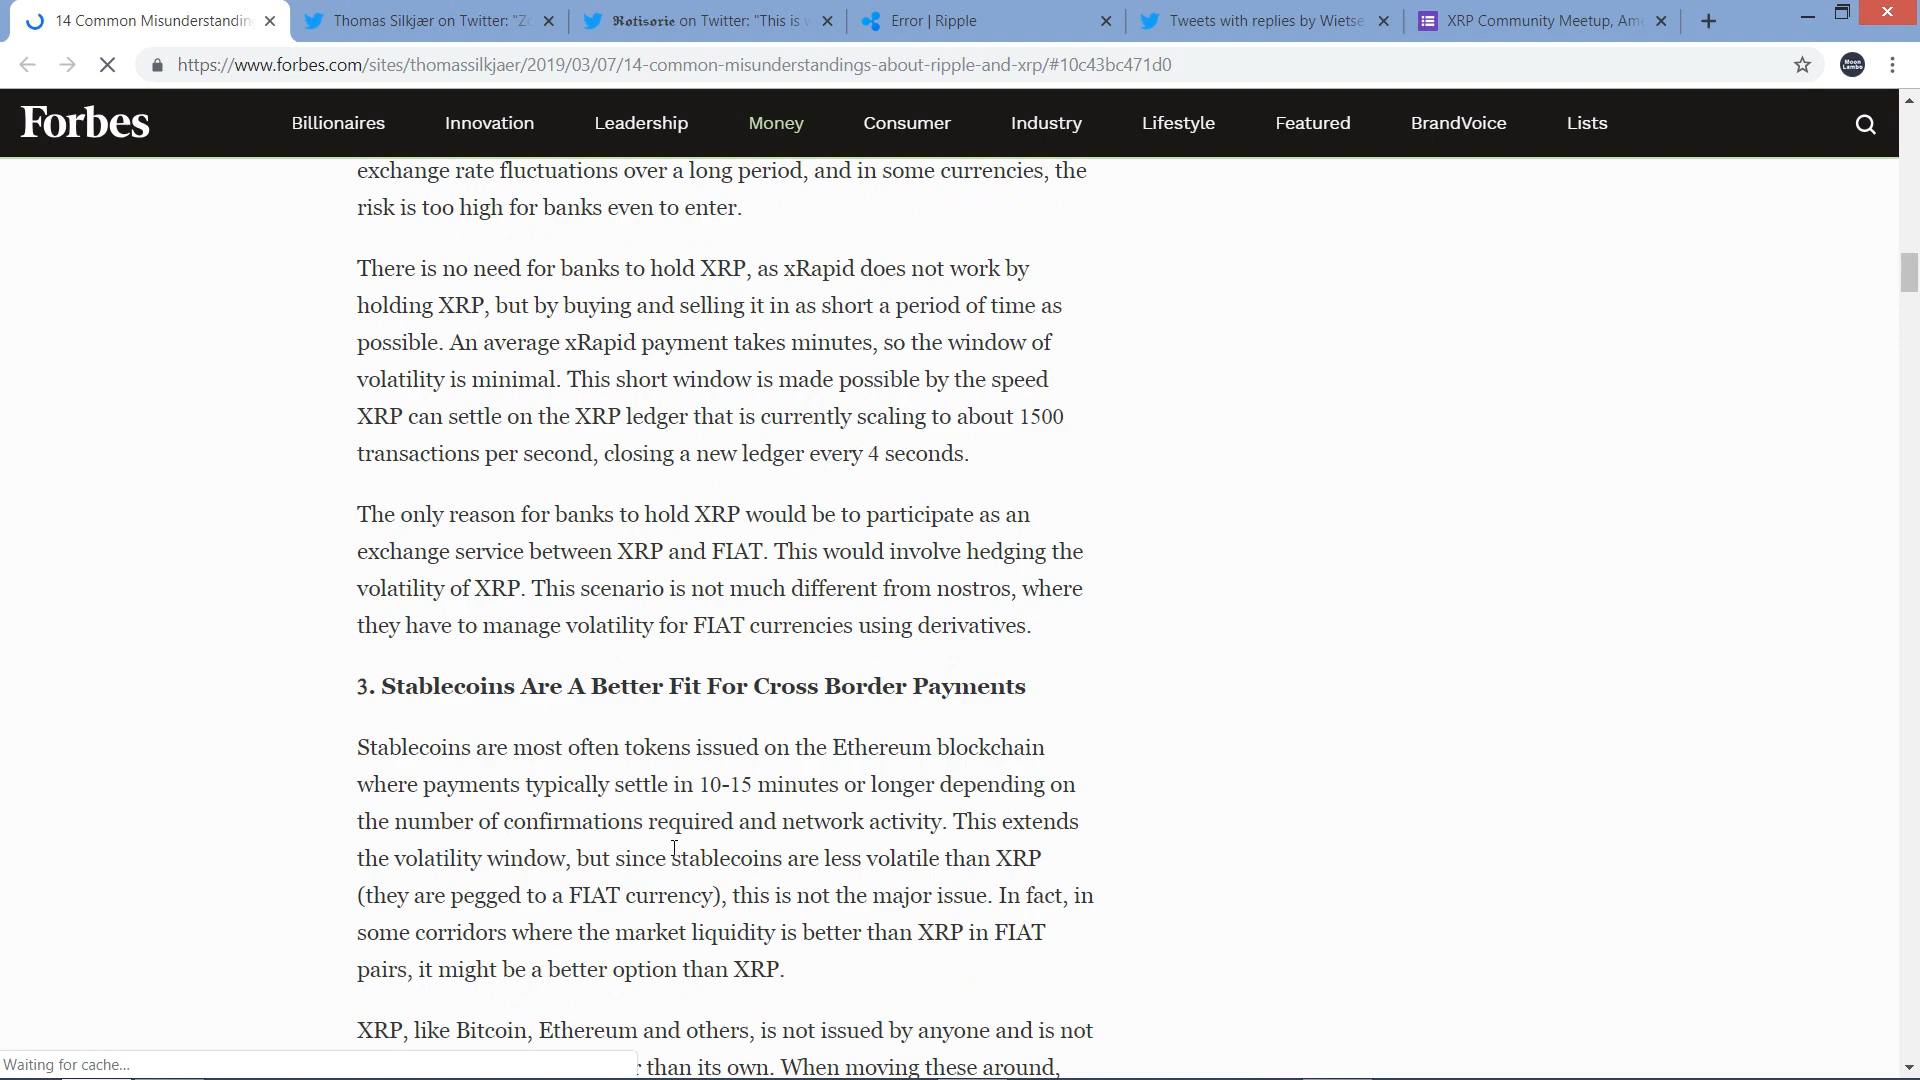 14 Common Misunderstandin
Thomas Silkjær on Twitter: "Zo
Rotisorie on Twitter: "This is
Error | Ripple
Tweets with replies by Wietse
XRP Community Meetup, Am
https://www.forbes.com/sites/thomassilkjaer/2019/03/07/14-common-misunderstandings-about-ripple-and-xrp/#10c43bc471d0
Moon Lambo
Forbes
Billionaires
Innovation
Leadership
Money
Consumer
Industry
Lifestyle
Featured
BrandVoice
Lists
exchange rate fluctuations over a long period, and in some currencies, the
risk is too high for banks even to enter.
There is no need for banks to hold XRP, as xRapid does not work by
holding XRP, but by buying and selling it in as short a period of time as
possible. An average xRapid payment takes minutes, so the window of
volatility is minimal. This short window is made possible by the speed
XRP can settle on the XRP ledger that is currently scaling to about 1500
transactions per second, closing a new ledger every 4 seconds.
The only reason for banks to hold XRP would be to participate as an
exchange service between XRP and FIAT. This would involve hedging the
volatility of XRP. This scenario is not much different from nostros, where
they have to manage volatility for FIAT currencies using derivatives.
3. Stablecoins Are A Better Fit For Cross Border Payments
Stablecoins are most often tokens issued on the Ethereum blockchain
where payments typically settle in 10-15 minutes or longer depending on
the number of confirmations required and network activity. This extends
the volatility window, but since stablecoins are less volatile than XRP
(they are pegged to a FIAT currency), this is not the major issue. In fact, in
some corridors where the market liquidity is better than XRP in FIAT
pairs, it might be a better option than XRP.
XRP, like Bitcoin, Ethereum and others, is not issued by anyone and is not
than its own. When moving these around,
Waiting for cache...